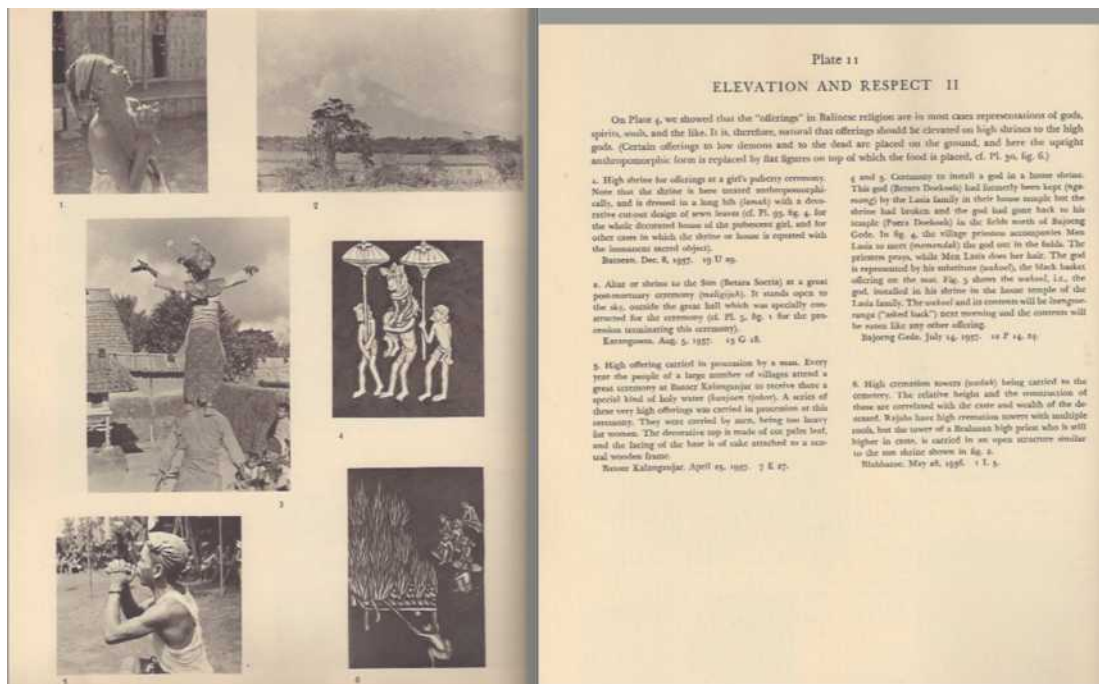 1
2
3
4
5
6
Plate 11
ELEVATION AND RESPECT II
On Plate 4, we showed that the "offerings" in Balinese religion are in most cases representations of gods,
spirits, souls, and the like. It is, therefore, natural that offerings should be elevated on high shrines to the high
gods. (Certain offerings to low demons and to the dead are placed on the ground, and here the upright
anthropomorphic form is replaced by flat figures on top of which the food is placed, cf. Pl. 30, fig. 6.)
1. High shrine for offerings at a girl's puberty ceremony.
Note that the shrine is here treated anthropomorphi-
cally, and is dressed in a long bib (lamak) with a deco-
rative cut-out design of sewn leaves (cf. Pl. 93, fig. 4, for
the whole decorated house of the pubescent girl, and for
other cases in which the shrine or house is equated with
the immanent sacred object).
Batoean. Dec. 8, 1937. 19 U 29.
2. Altar or shrine to the Sun (Betara Soeria) at a great
post-mortuary ceremony (maligijah). It stands open to
the sky, outside the great hall which was specially con-
structed for the ceremony (cf. Pl. 5, fig. 1 for the pro-
cession terminating this ceremony).
Karangasem. Aug. 5, 1937. 13 G 18.
3. High offering carried in procession by a man. Every
year the people of a large number of villages attend a
great ceremony at Banser Kalanganjar to receive there a
special kind of holy water (banjoen tjokor). A series of
these very high offerings was carried in procession at this
ceremony. They were carried by men, being too heavy
for women. The decorative top is made of cut palm leaf,
and the facing of the base is of cake attached to a cen-
tral wooden frame.
Banser Kalanganjar. April 25, 1937. 7 K 27.
4 and 5. Ceremony to install a god in a house shrine.
This god (Betara Doekoeh) had formerly been kept
by the Lasia family in their house temple but the
shrine had broken and the god had gone back to his
temple (Poera Doekoeh) in the fields north of Bajoeng
Gede. In fig. 4, the village priestess accompanies Men
Lasia to meet (memendak) the god out in the fields. The
priestess prays, while Men Lasia does her hair. The god
is represented by his substitute, the black basket
offering on the mat. Fig. 5 shows the i.e., the
god, installed in his shrine in the house temple of the
Lasia family. The and its contents will be
("asked back") next morning and the contents will
be eaten like any other offering.
Bajoeng Gede. July 14, 1937. 12 P 14, 24.
6. High cremation towers (wadah) being carried to the
cemetery. The relative height and the construction of
these are correlated with the caste and wealth of the de-
ceased. Rajahs have high cremation towers with multiple
roofs, but the tower of a Brahman high priest who is still
higher in caste, is carried in an open structure similar
to the sun shrine shown in fig. 2.
Blahbatoe. May 28, 1936. 1 L 3.